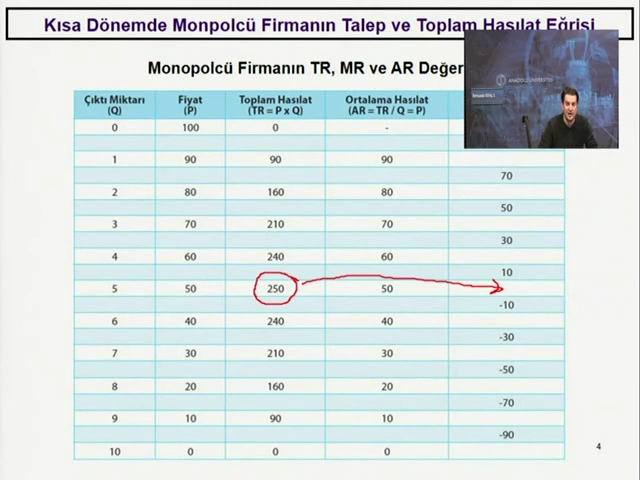 Kısa Dönemde Monpolcü Firmanın Talep ve Toplam Hasılat Eğrisi
Monopolcü Firmanın TR, MR ve AR Değer
ANADOLU ÜNİVERSİTESİ
Çıktı Miktarı (Q) Fiyat (P) Toplam Hasılat (TR = P x Q) Ortalama Hasılat (AR = TR / Q = P)
0 100 0 -
1 90 90 90
70
2 80 160 80
50
3 70 210 70
30
4 60 240 60
10
5 50 250 50
-10
6 40 240 40
-30
7 30 210 30
-50
8 20 160 20
-70
9 10 90 10
-90
10 0 0 0
4